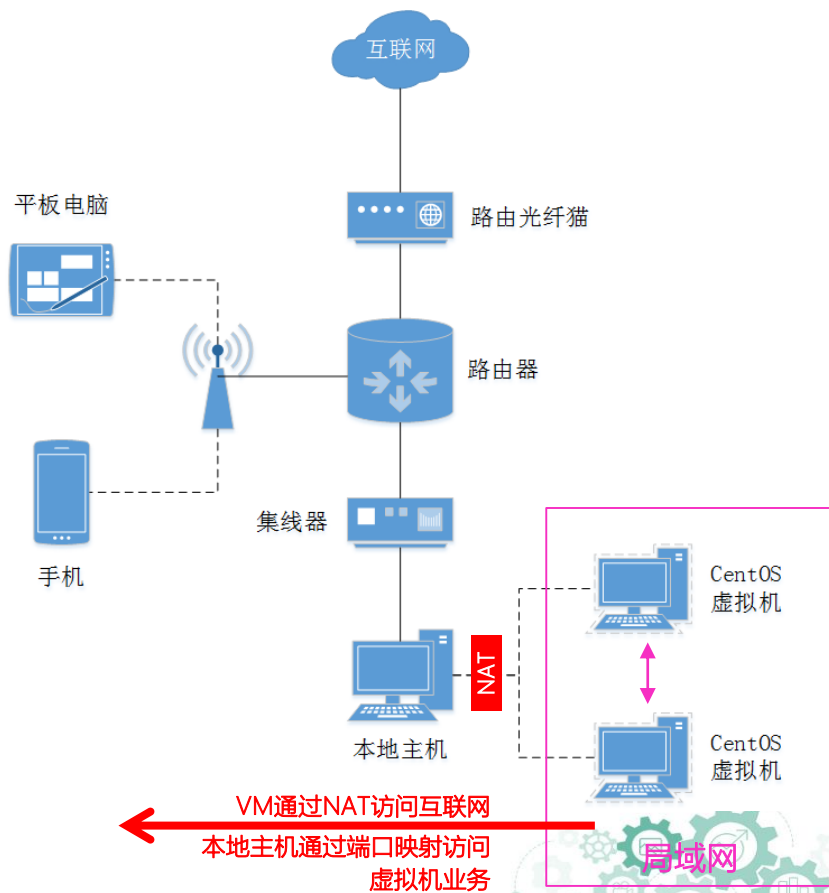 互联网
平板电脑
路由光纤猫
路由器
集线器
手机
CentOS
虚拟机
NAT
本地主机
CentOS
虚拟机
VM通过NAT访问互联网
本地主机通过端口映射访问
虚拟机业务
局域网